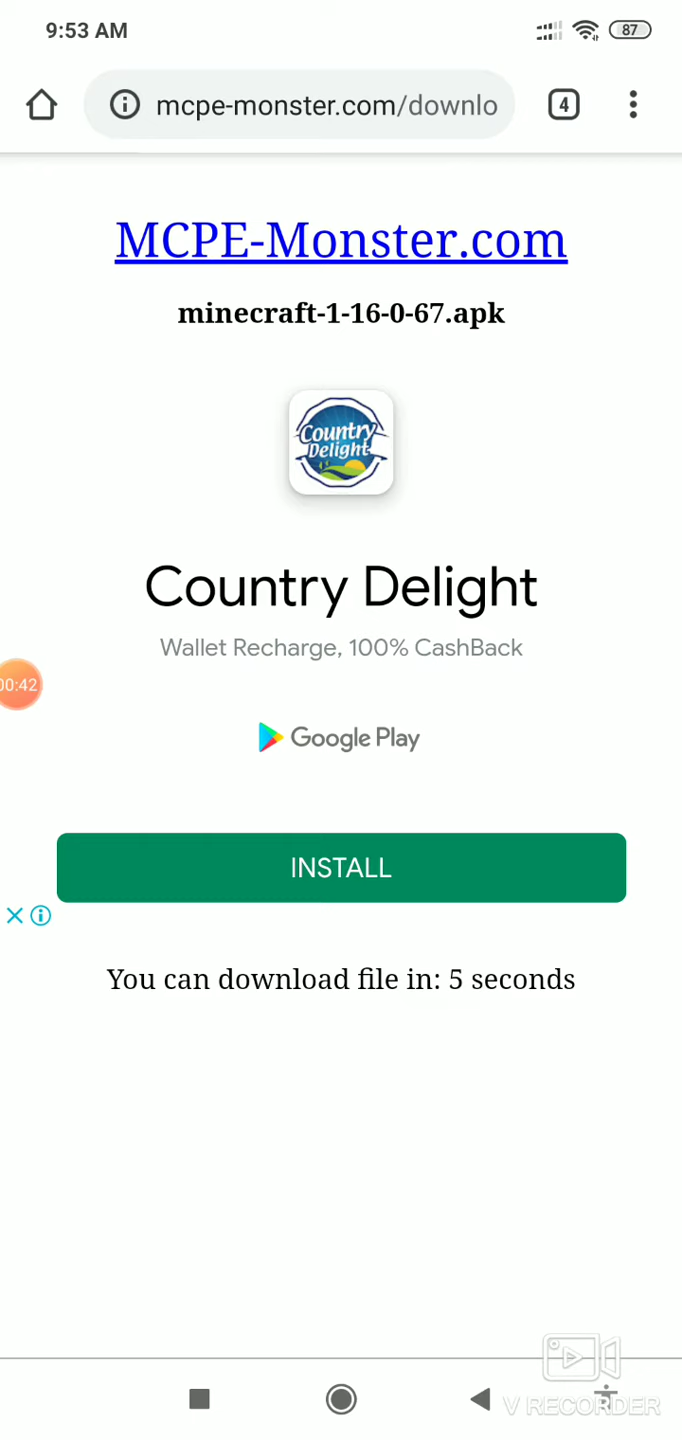 9:53 AM
87
mcpe-monster.com/downlo
4
MCPE-Monster.com
minecraft-1-16-0-67.apk
Country
Delight
Country Delight
Wallet Recharge, 100% CashBack
00:42
Google Play
INSTALL
You can download file in: 5 seconds
V RECORDER